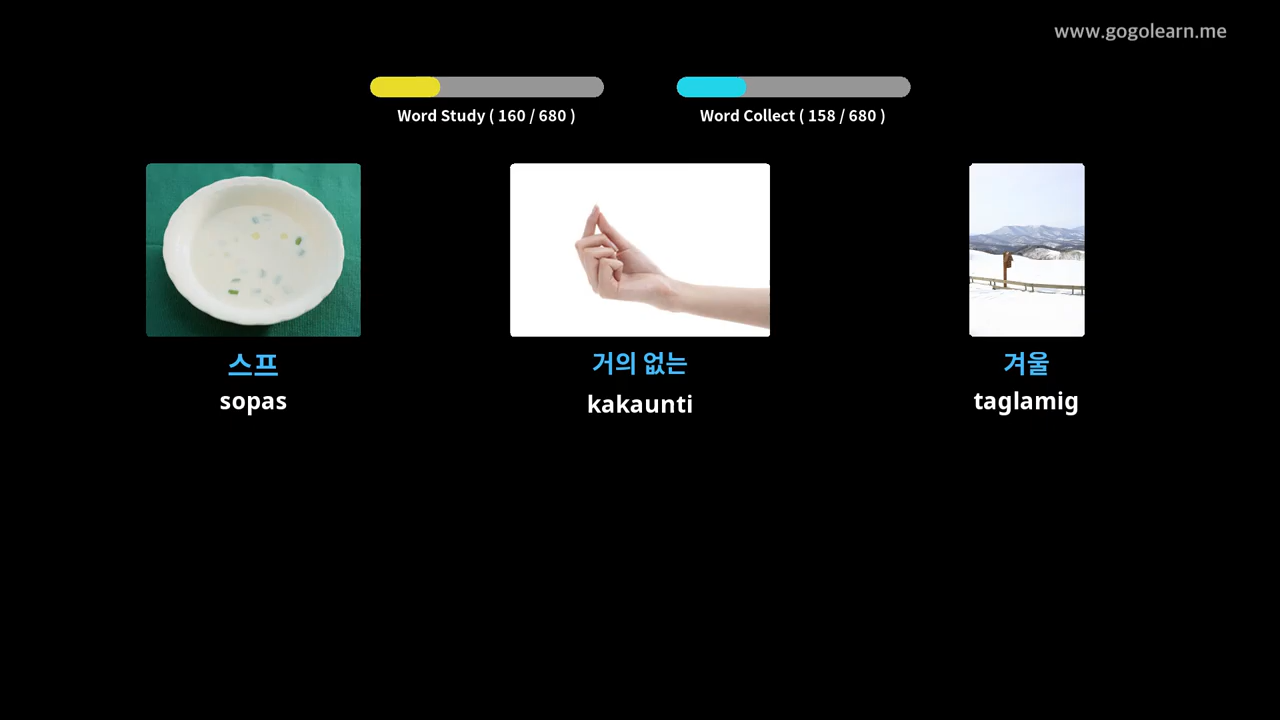 www.gogolearn.me
Word Study ( 160 / 680 )
Word Collect ( 158 / 680 )
스프
거의 없는
겨울
sopas
kakaunti
taglamig